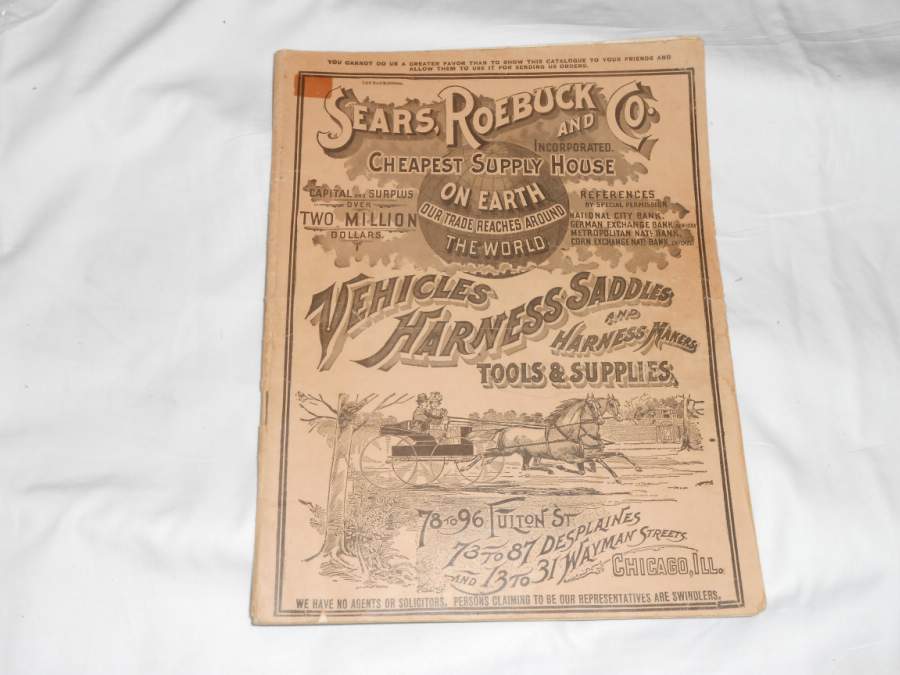 YOU CANNOT DO US A GREATER FAVOR THAN TO SHOW THIS CATALOGUE TO YOUR FRIENDS AND
ALLOW THEM TO USE IT FOR SENDING US ORDERS.
SEARS, ROEBUCK AND CO.
INCORPORATED.
CHEAPEST SUPPLY HOUSE
ON EARTH
OUR TRADE REACHES AROUND
THE WORLD
CAPITAL AND SURPLUS
OVER
TWO MILLION
DOLLARS.
REFERENCES
BY SPECIAL PERMISSION
NATIONAL CITY BANK,
GERMAN EXCHANGE BANK,
METROPOLITAN NAT'L BANK,
CORN EXCHANGE NAT'L BANK,
VEHICLES
HARNESS SADDLES
AND
HARNESS MAKERS
TOOLS & SUPPLIES
78 TO 96 FULTON ST.
73 TO 87 DESPLAINES
AND 13 TO 31 WAYMAN STREETS
CHICAGO, ILL.
WE HAVE NO AGENTS OR SOLICITORS. PERSONS CLAIMING TO BE OUR REPRESENTATIVES ARE SWINDLERS.